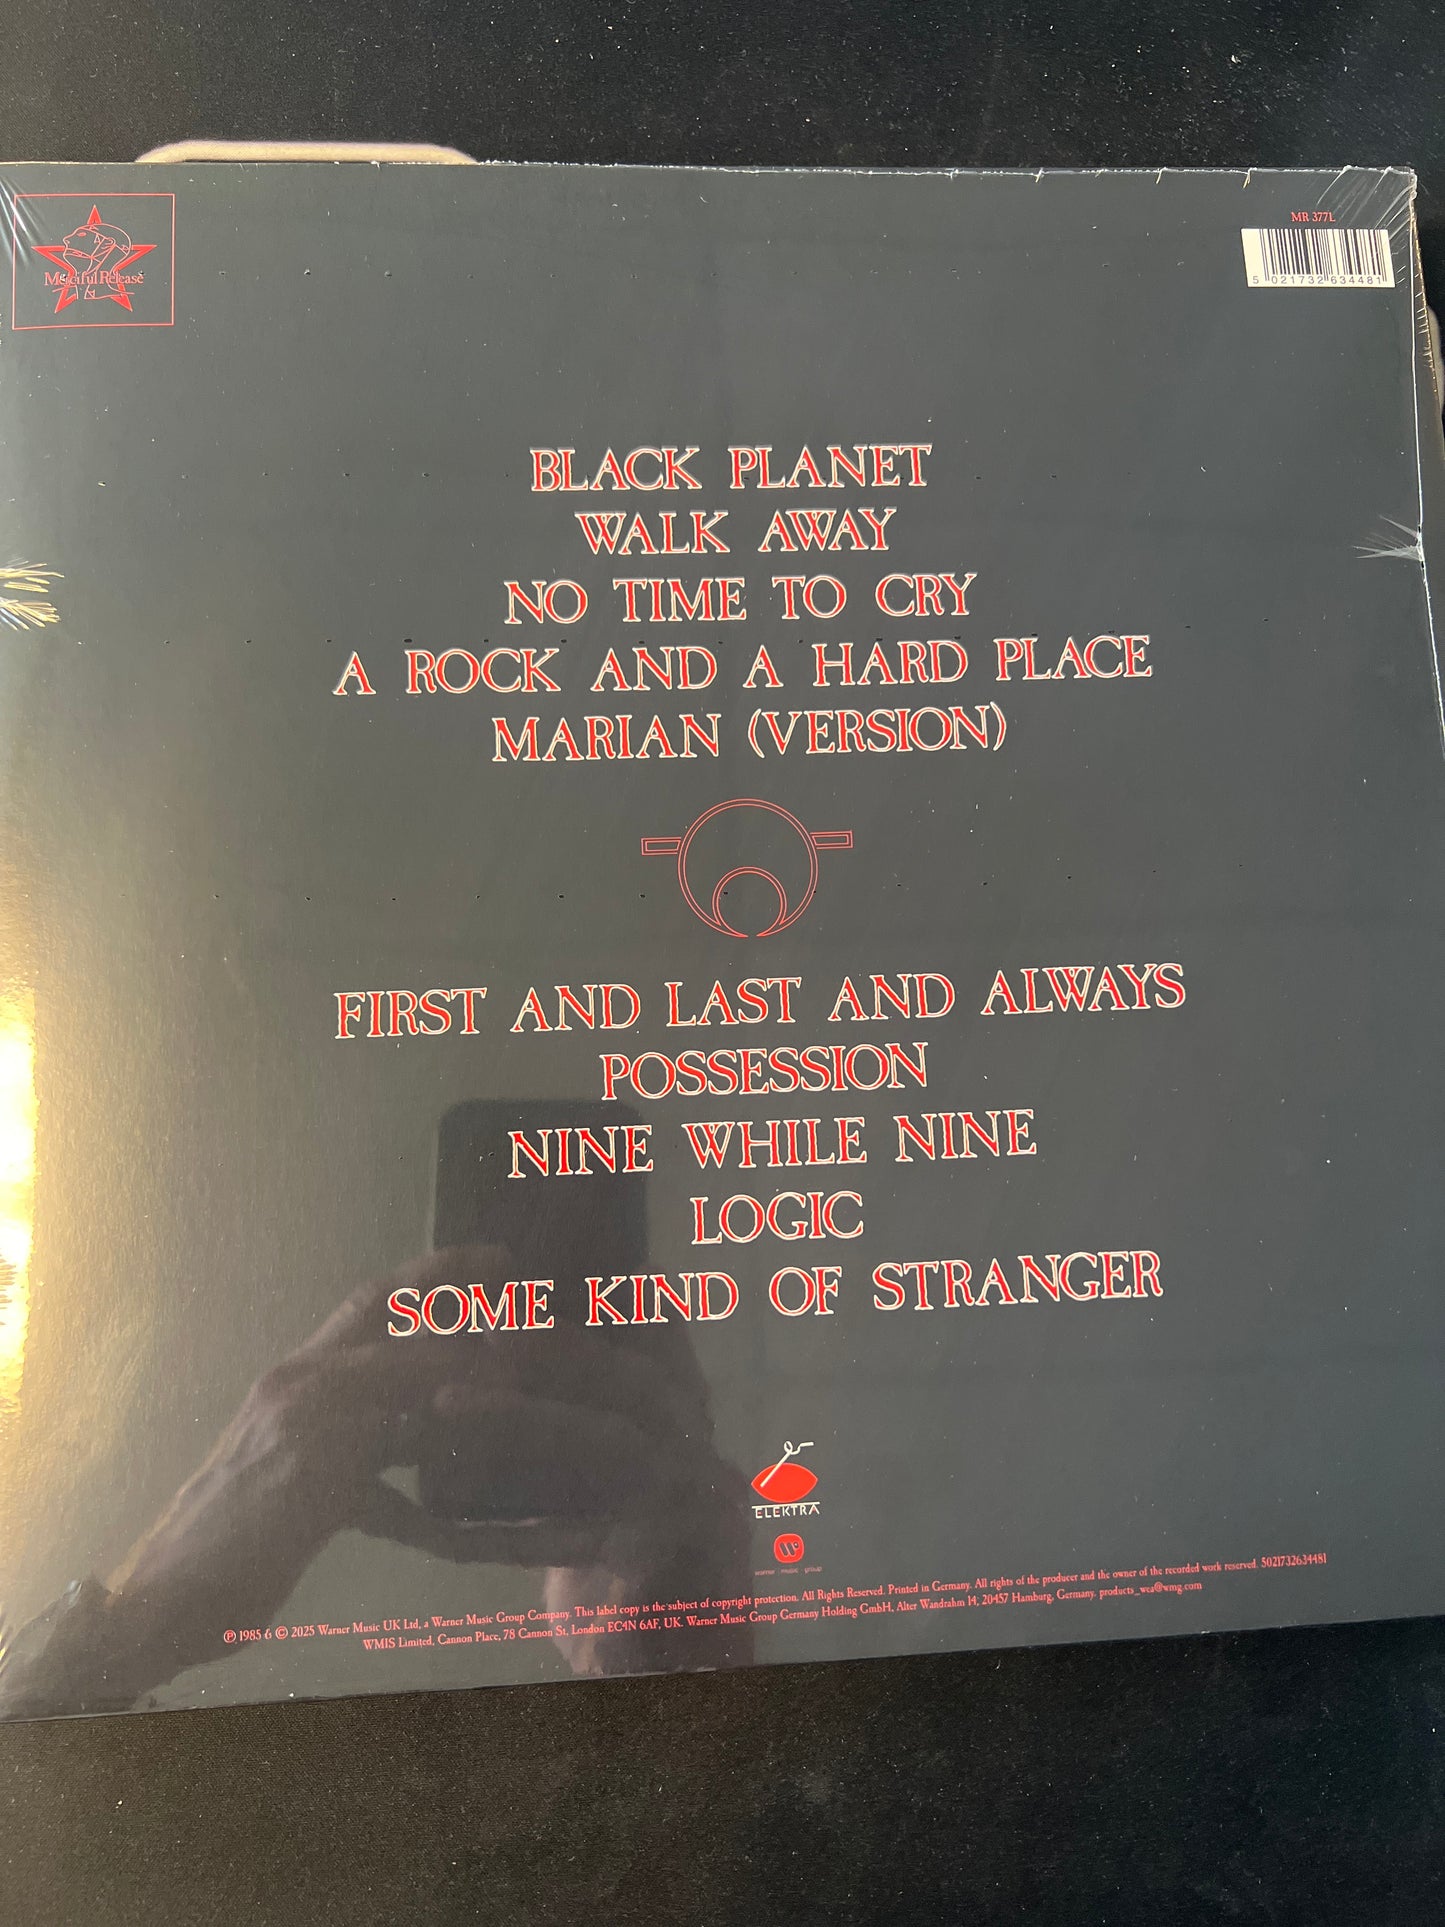 Merciful Release
MR 377L
5 021732 634481
BLACK PLANET
WALK AWAY
NO TIME TO CRY
A ROCK AND A HARD PLACE
MARIAN (VERSION)
FIRST AND LAST AND ALWAYS
POSSESSION
NINE WHILE NINE
LOGIC
SOME KIND OF STRANGER
ELEKTRA
warner music group
℗ 1985 & © 2025 Warner Music UK Ltd, a Warner Music Group Company. This label copy is the subject of copyright protection. All Rights Reserved. Printed in Germany. All rights of the producer and the owner of the recorded work reserved. 5021732634481
WMIS Limited, Cannon Place, 78 Cannon St, London EC4N 6AF, UK. Warner Music Group Germany Holding GmbH, Alter Wandrahm 14; 20457 Hamburg, Germany. products_wea@wmg.com